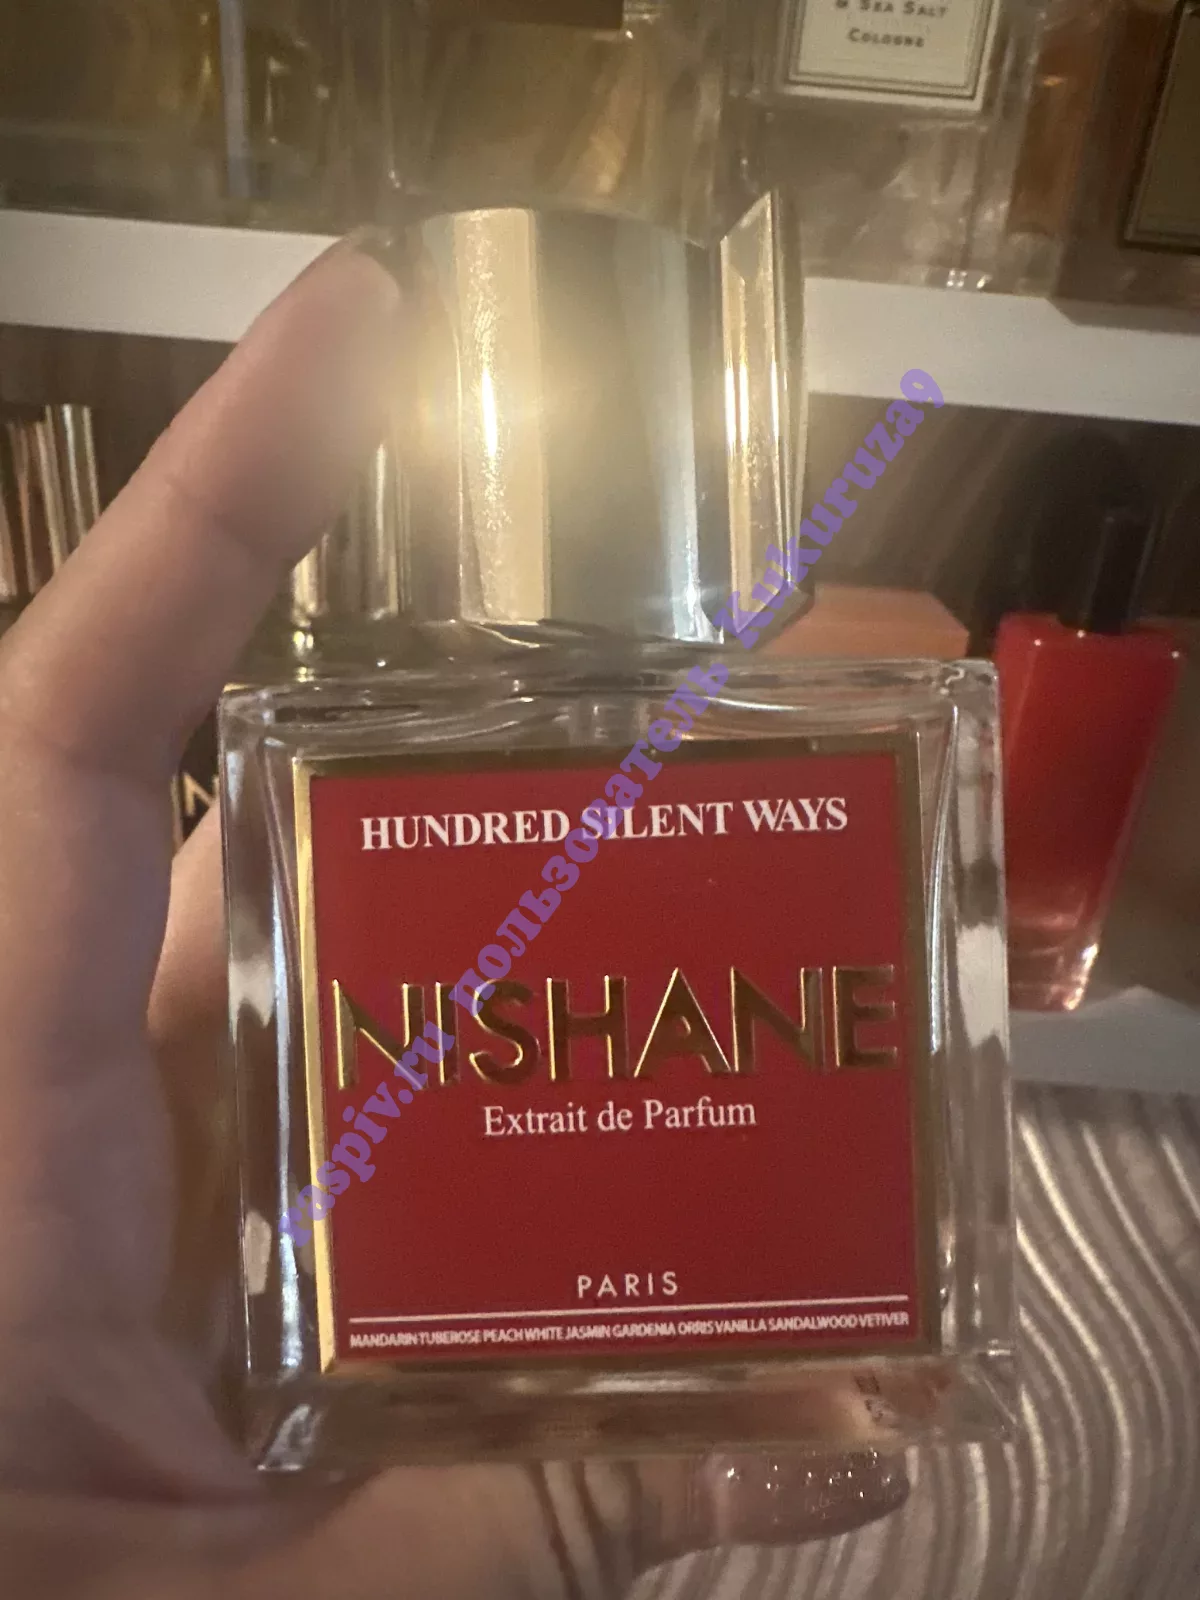 & SEA SALT
COLOGNE
HUNDRED SILENT WAYS
NISHANE
Extrait de Parfum
PARIS
MANDARIN TUBEROSE PEACH WHITE JASMIN GARDENIA ORRIS VANILLA SANDALWOOD VETIVER
raspiv.ru пользователь Kukuruza9